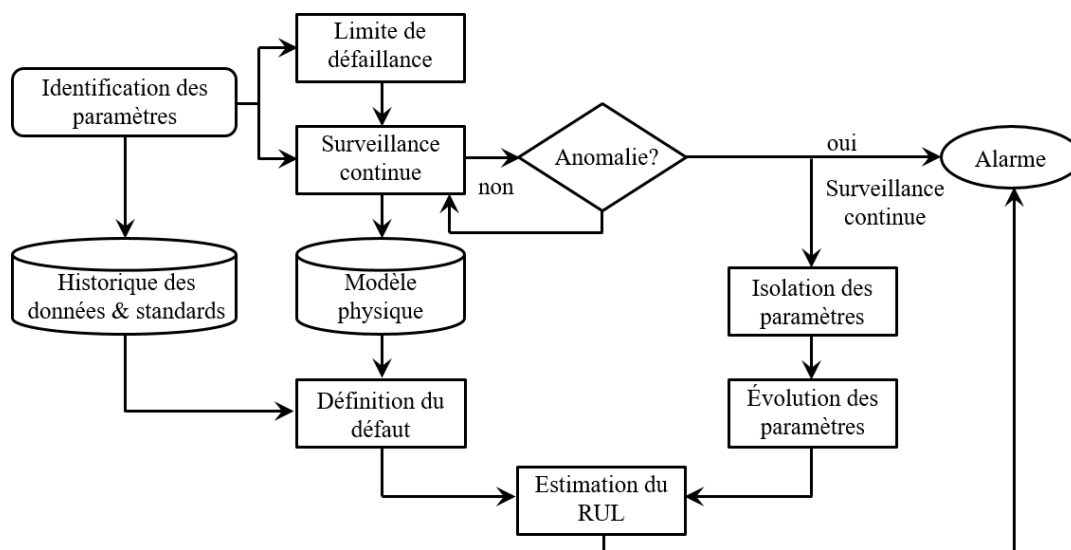 Limite de
défaillance
Identification des
paramètres
Surveillance
continue
Anomalie?
oui
Alarme
non
Surveillance
continue
Historique des
données & standards
Modèle
physique
Isolation des
paramètres
Définition du
défaut
Évolution des
paramètres
Estimation du
RUL